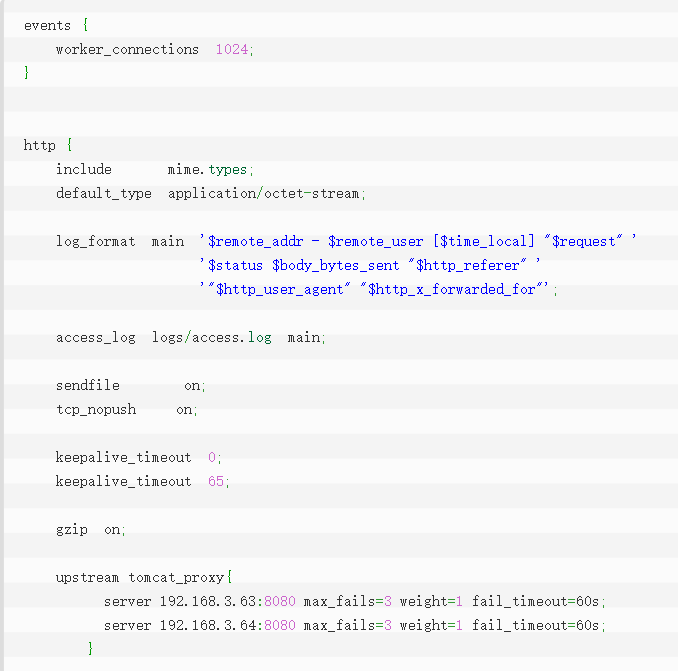 events {
    worker_connections  1024;
}
http {
    include       mime.types;
    default_type  application/octet-stream;
    log_format  main  '$remote_addr - $remote_user [$time_local] "$request" '
                      '$status $body_bytes_sent "$http_referer" '
                      '"$http_user_agent" "$http_x_forwarded_for"';
    access_log  logs/access.log  main;
    sendfile        on;
    tcp_nopush     on;
    keepalive_timeout  0;
    keepalive_timeout  65;
    gzip  on;
    upstream tomcat_proxy{
          server 192.168.3.63:8080 max_fails=3 weight=1 fail_timeout=60s;
          server 192.168.3.64:8080 max_fails=3 weight=1 fail_timeout=60s;
        }